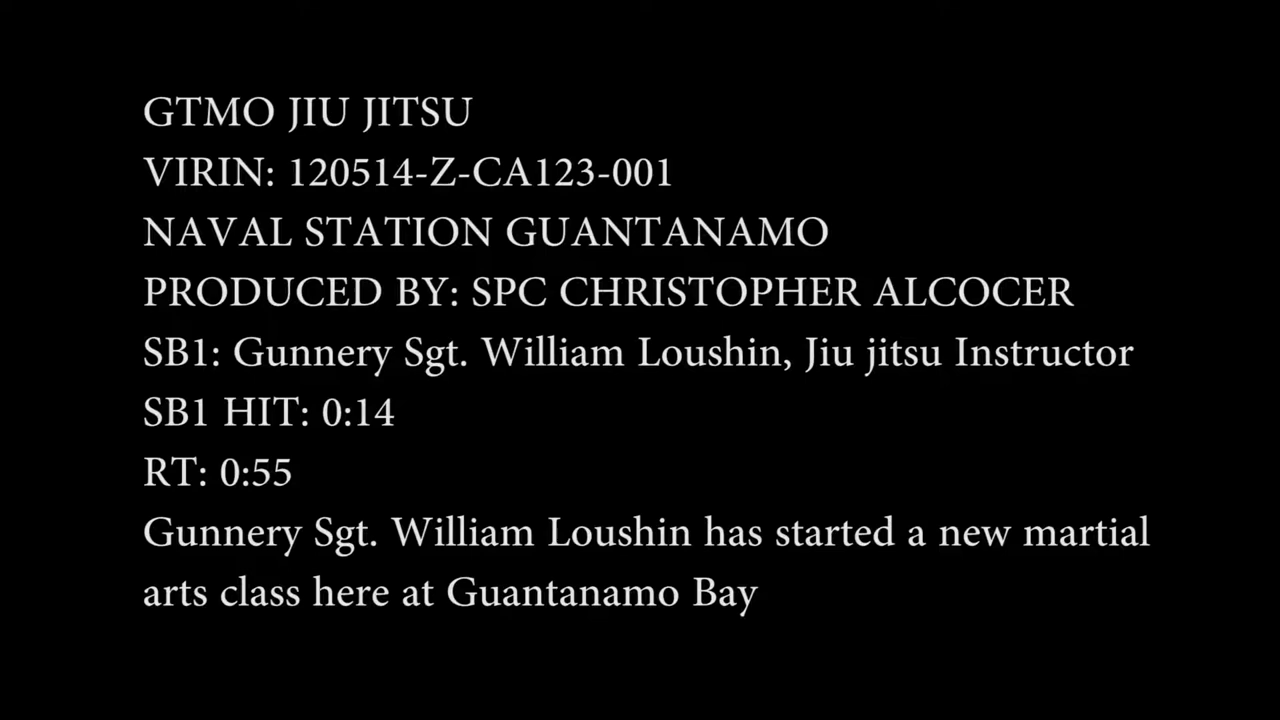 GTMO JIU JITSU
VIRIN: 120514-Z-CA123-001
NAVAL STATION GUANTANAMO
PRODUCED BY: SPC CHRISTOPHER ALCOCER
SB1: Gunnery Sgt. William Loushin, Jiu jitsu Instructor
SB1 HIT: 0:14
RT: 0:55
Gunnery Sgt. William Loushin has started a new martial
arts class here at Guantanamo Bay